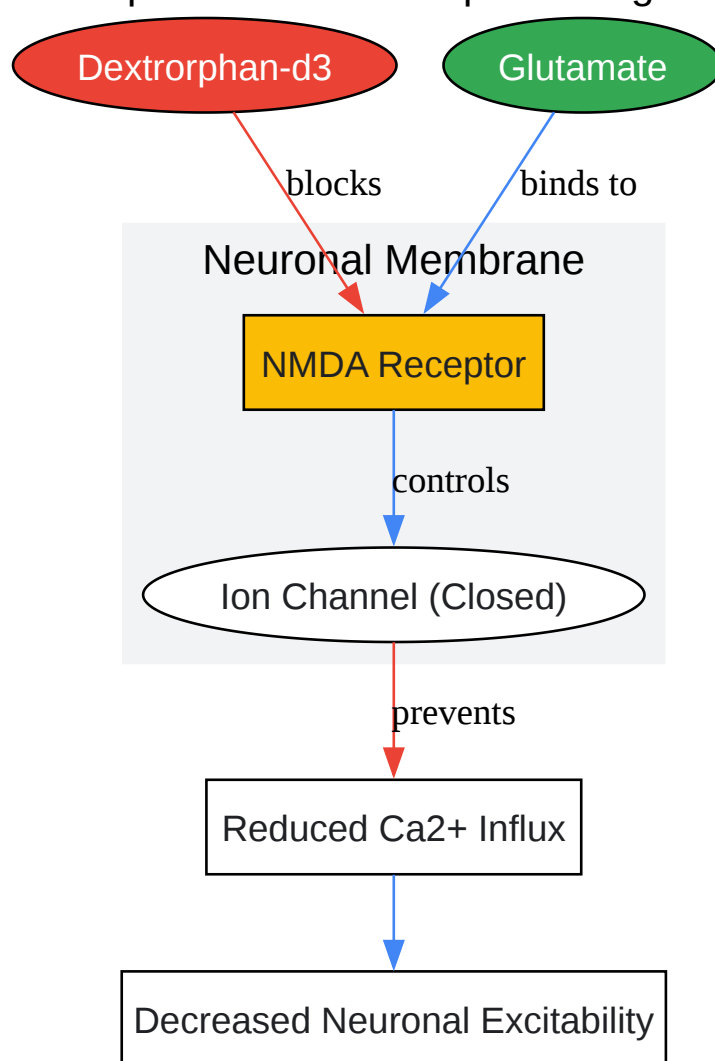 Dextrorphan-d3
Glutamate
blocks
binds to
Neuronal Membrane
NMDA Receptor
controls
Ion Channel (Closed)
prevents
Reduced Ca2+ Influx
Decreased Neuronal Excitability